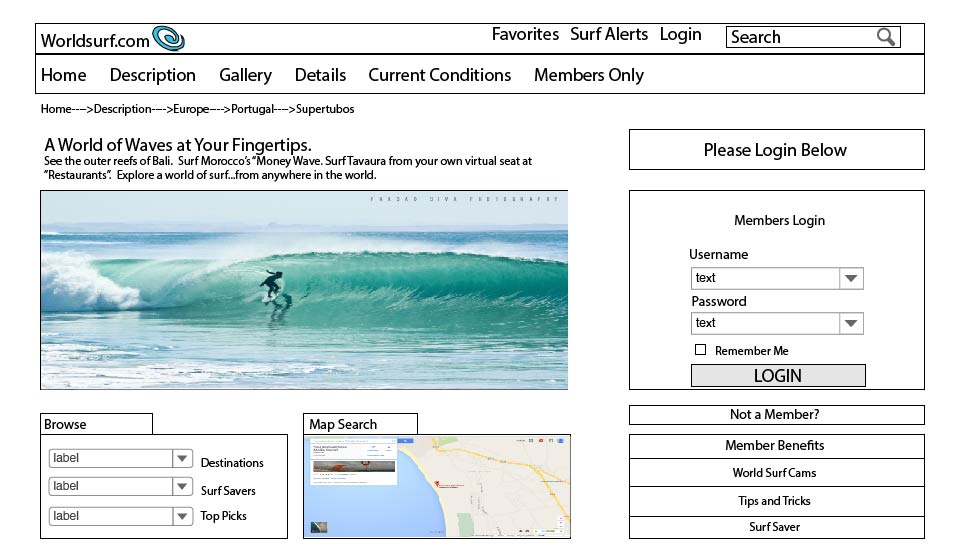 Worldsurf.com
Favorites Surf Alerts Login
Search
Home Description Gallery Details Current Conditions Members Only
Home---->Description---->Europe---->Portugal---->Supertubos
A World of Waves at Your Fingertips.
See the outer reefs of Bali. Surf Morocco's "Money Wave. Surf Tavaura from your own virtual seat at
"Restaurants". Explore a world of surf...from anywhere in the world.
PHOTOGRAPHY
Please Login Below
Members Login
Username
text
Password
text
Remember Me
LOGIN
Browse
label
Destinations
label
Surf Savers
label
Top Picks
Map Search
Not a Member?
Member Benefits
World Surf Cams
Tips and Tricks
Surf Saver